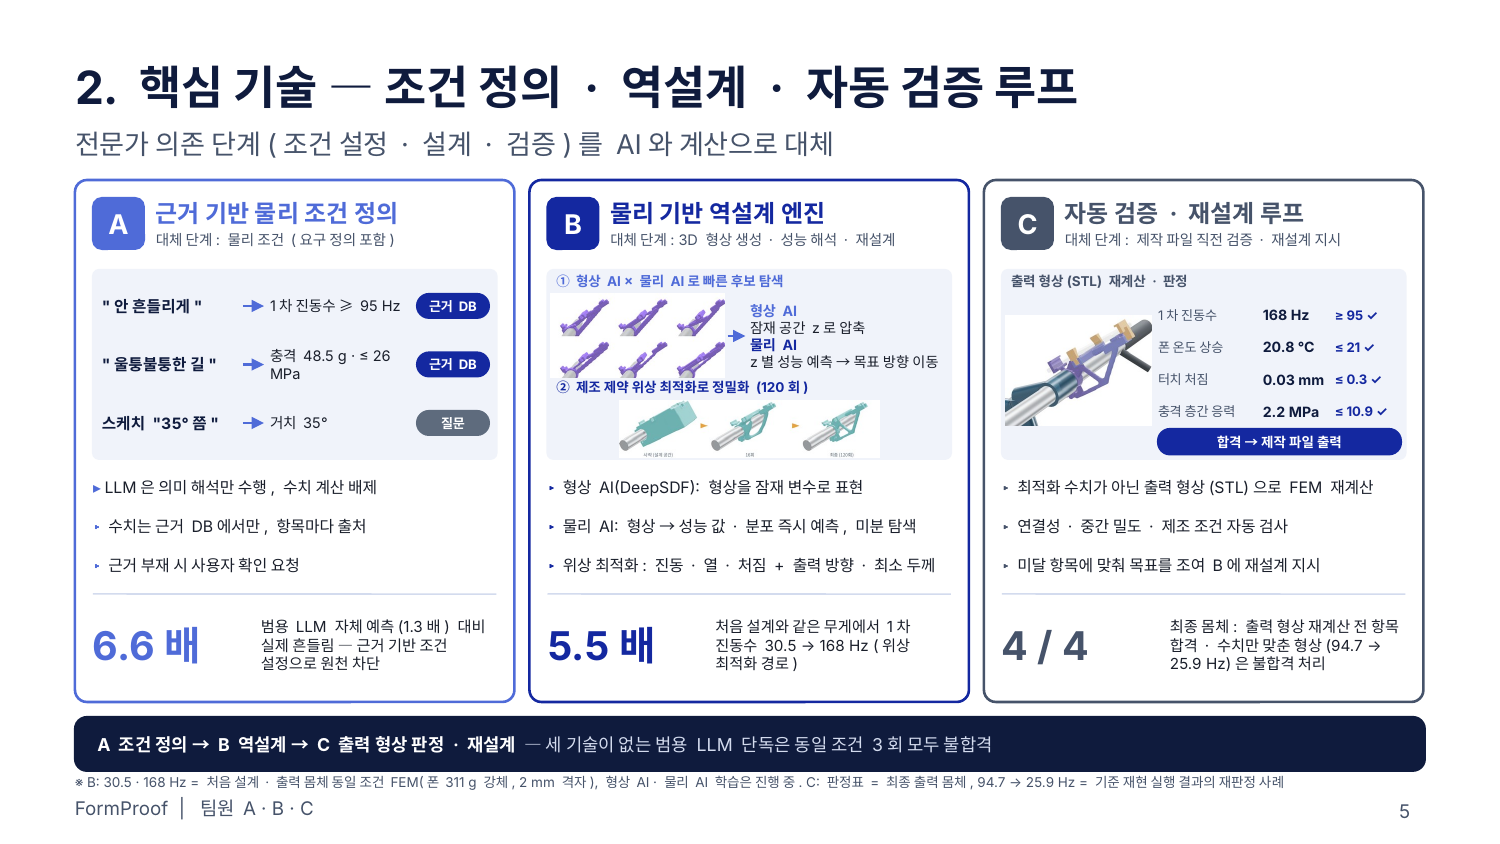 2. 핵심 기술 — 조건 정의 · 역설계 · 자동 검증 루프
전문가 의존 단계 ( 조건 설정 · 설계 · 검증 ) 를 AI 와 계산으로 대체
A
근거 기반 물리 조건 정의
대체 단계 : 물리 조건 ( 요구 정의 포함 )
" 안 흔들리게 "
1 차 진동수 ≥ 95 Hz
근거 DB
" 울퉁불퉁한 길 "
충격 48.5 g · ≤ 26
MPa
근거 DB
스케치 "35° 쯤 "
거치 35°
질문
▸ LLM 은 의미 해석만 수행 , 수치 계산 배제
▸ 수치는 근거 DB 에서만 , 항목마다 출처
▸ 근거 부재 시 사용자 확인 요청
6.6 배
범용 LLM 자체 예측 (1.3 배 ) 대비
실제 흔들림 — 근거 기반 조건
설정으로 원천 차단
B
물리 기반 역설계 엔진
대체 단계 : 3D 형상 생성 · 성능 해석 · 재설계
① 형상 AI × 물리 AI 로 빠른 후보 탐색
형상 AI
잠재 공간 z 로 압축
물리 AI
z 별 성능 예측 → 목표 방향 이동
② 제조 제약 위상 최적화로 정밀화 (120 회 )
시작 (설계 공간)
최종 (120회)
▸ 형상 AI(DeepSDF): 형상을 잠재 변수로 표현
▸ 물리 AI: 형상 → 성능 값 · 분포 즉시 예측 , 미분 탐색
▸ 위상 최적화 : 진동 · 열 · 처짐 + 출력 방향 · 최소 두께
5.5 배
처음 설계와 같은 무게에서 1 차
진동수 30.5 → 168 Hz ( 위상
최적화 경로 )
C
자동 검증 · 재설계 루프
대체 단계 : 제작 파일 직전 검증 · 재설계 지시
출력 형상 (STL) 재계산 · 판정
1 차 진동수 168 Hz ≥ 95 ✓
폰 온도 상승 20.8 °C ≤ 21 ✓
터치 처짐 0.03 mm ≤ 0.3 ✓
충격 층간 응력 2.2 MPa ≤ 10.9 ✓
합격 → 제작 파일 출력
▸ 최적화 수치가 아닌 출력 형상 (STL) 으로 FEM 재계산
▸ 연결성 · 중간 밀도 · 제조 조건 자동 검사
▸ 미달 항목에 맞춰 목표를 조여 B 에 재설계 지시
4 / 4
최종 몸체 : 출력 형상 재계산 전 항목
합격 · 수치만 맞춘 형상 (94.7 →
25.9 Hz) 은 불합격 처리
A 조건 정의 → B 역설계 → C 출력 형상 판정 · 재설계 — 세 기술이 없는 범용 LLM 단독은 동일 조건 3 회 모두 불합격
※ B: 30.5 · 168 Hz = 처음 설계 · 출력 몸체 동일 조건 FEM( 폰 311 g 강체 , 2 mm 격자 ), 형상 AI · 물리 AI 학습은 진행 중 . C: 판정표 = 최종 출력 몸체 , 94.7 → 25.9 Hz = 기준 재현 실행 결과의 재판정 사례
FormProof │ 팀원 A · B · C
5